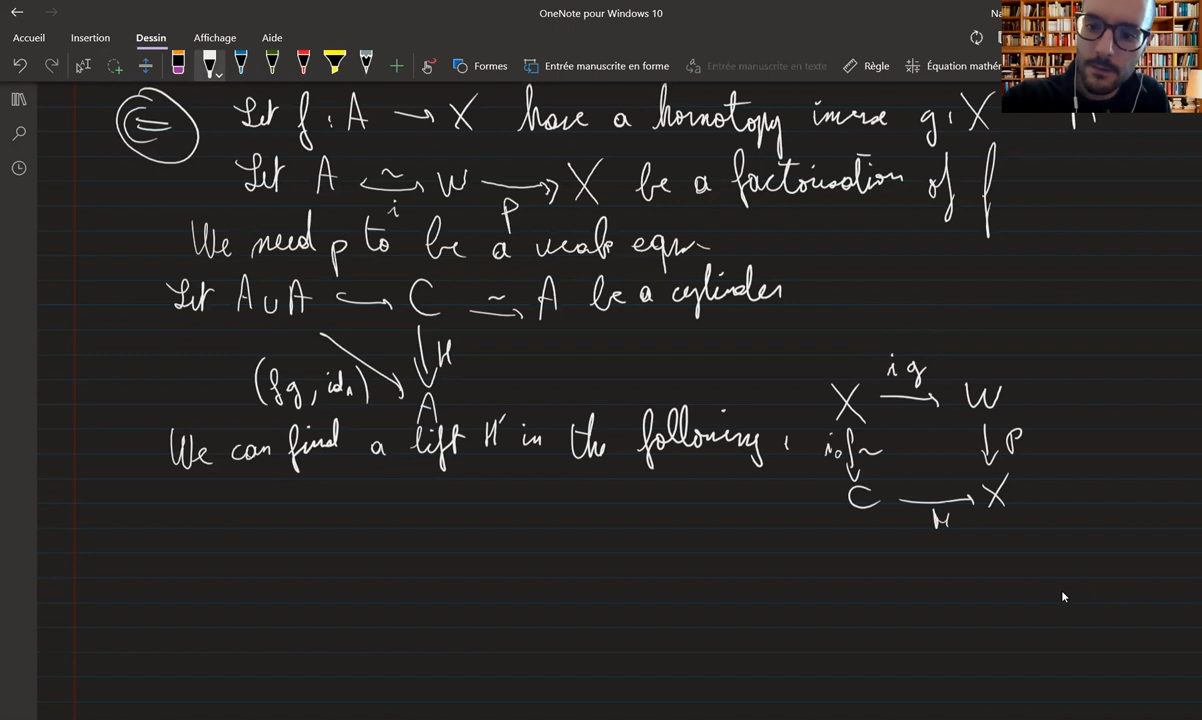 OneNote pour Windows 10
Accueil Insertion Dessin Affichage Aide
Formes Encre manuscrite en forme Encre manuscrite en texte Règle Équation mathé
⇐ Let f : A → X have a homotopy inverse g : X
Let A ↪ W ↠ X be a factorisation of f
~ i p
We need p to be a weak equ
Let A ∪ A ↪ C ~→ A be a cylinder
↓ H
(fg, id_A)
A
We can find a lift H' in the following :
X → W
ig
i₀ ~ ↓ p
C → X
H